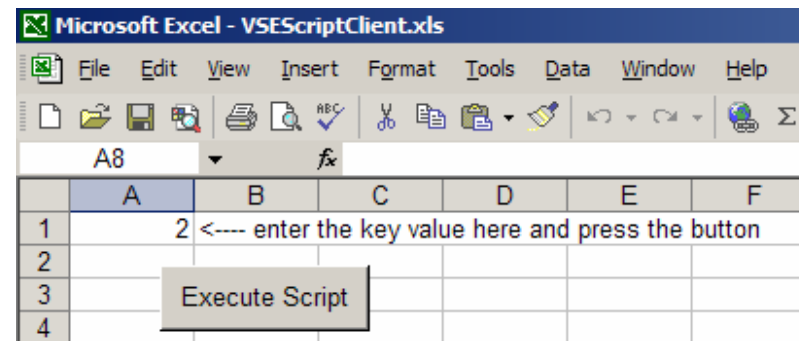 Microsoft Excel - VSEScriptClient.xls
File Edit View Insert Format Tools Data Window Help
ABC Σ
A8 fx
A B C D E F
1 2 <---- enter the key value here and press the button
2
3 Execute Script
4